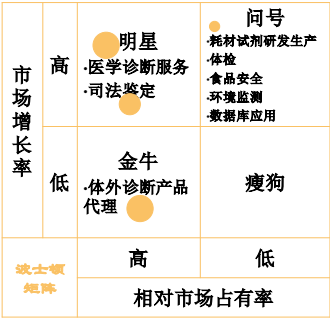 市场增长率
高
明星
·医学诊断服务
·司法鉴定
问号
·耗材试剂研发生产
·体检
·食品安全
·环境监测
·数据库应用
低
金牛
·体外诊断产品
代理
瘦狗
波士顿
矩阵
高
低
相对市场占有率